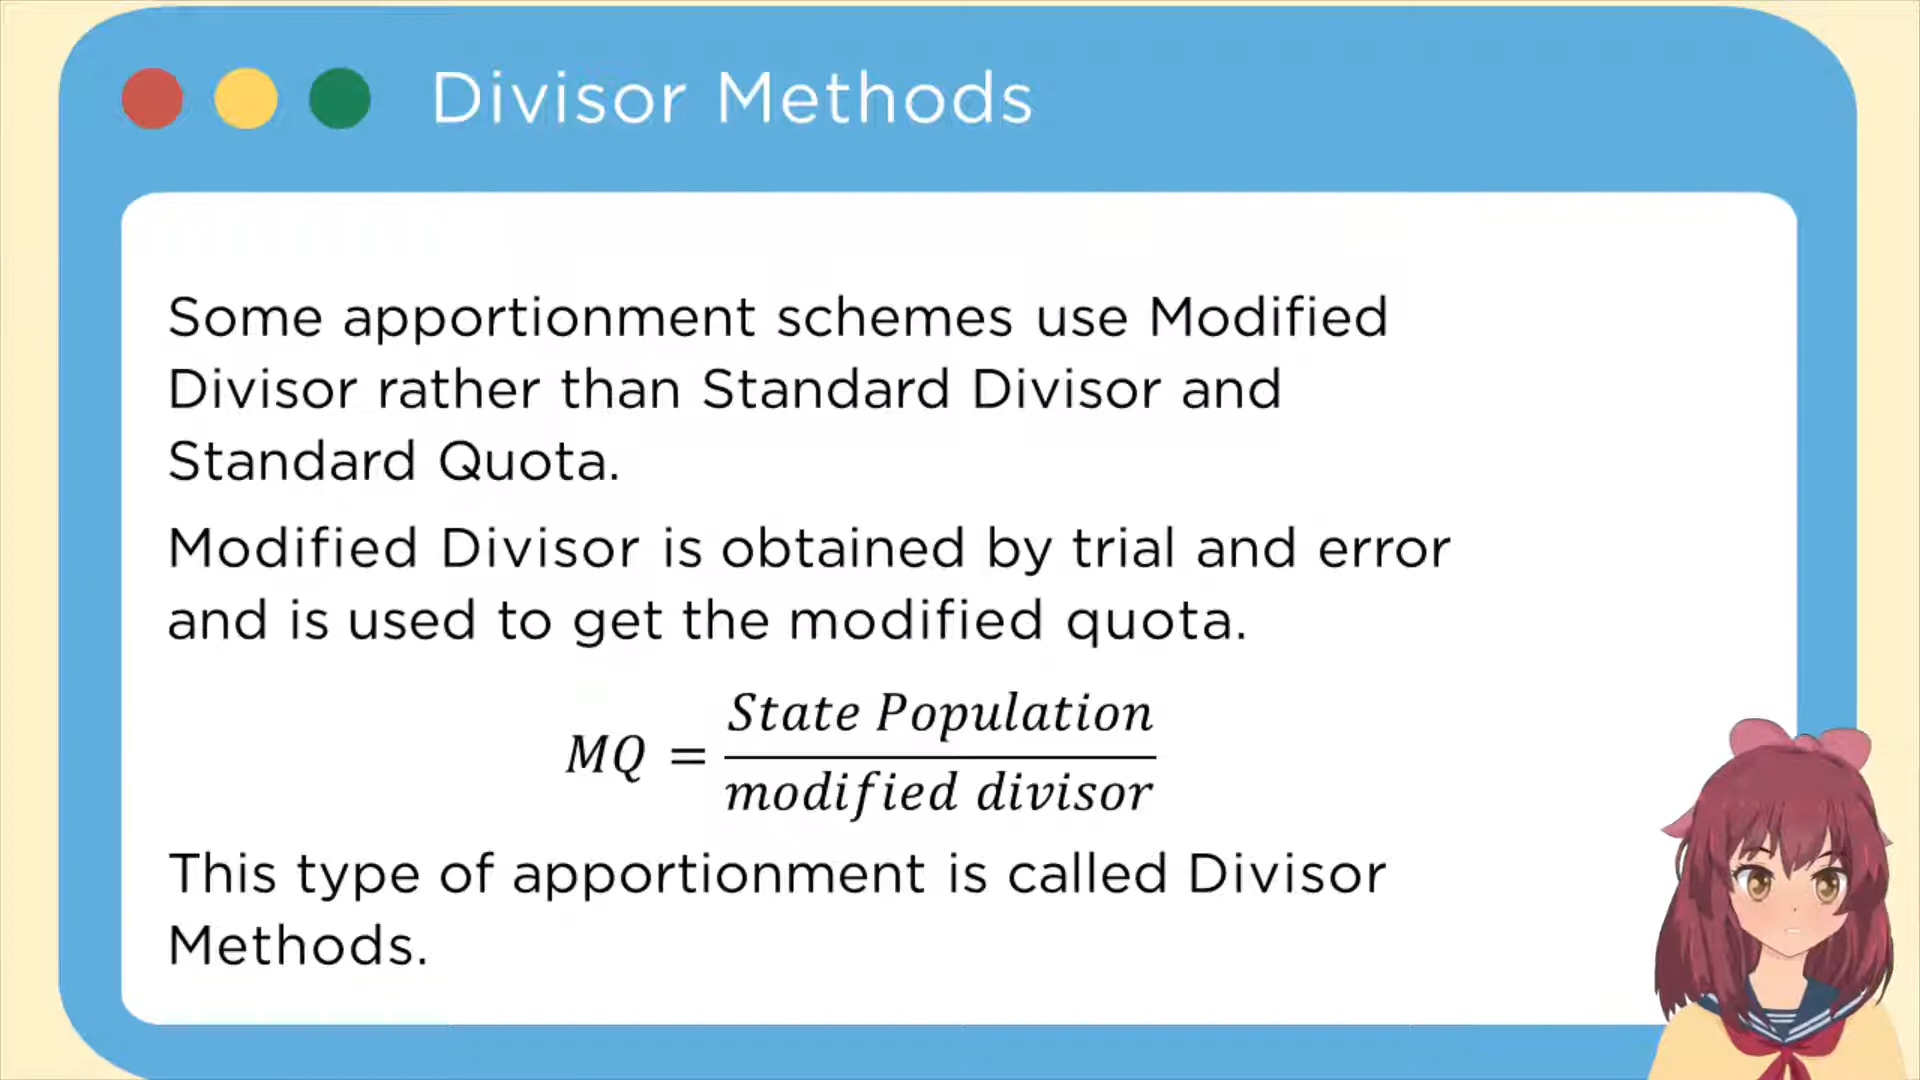 Divisor Methods
Some apportionment schemes use Modified
Divisor rather than Standard Divisor and
Standard Quota.
Modified Divisor is obtained by trial and error
and is used to get the modified quota.
MQ = State Population / modified divisor
This type of apportionment is called Divisor
Methods.